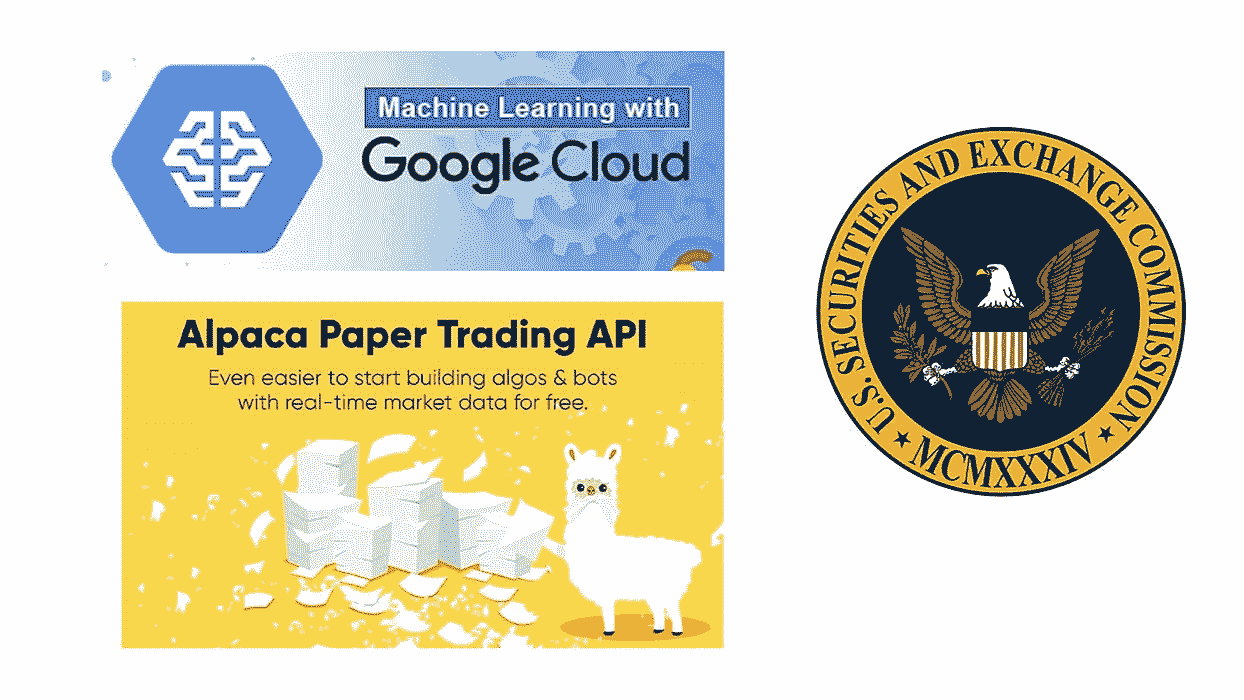 Machine Learning with
Google Cloud
Alpaca Paper Trading API
Even easier to start building algos & bots
with real-time market data for free.
U.S. SECURITIES AND EXCHANGE COMMISSION
★ MCMXXXIV ★